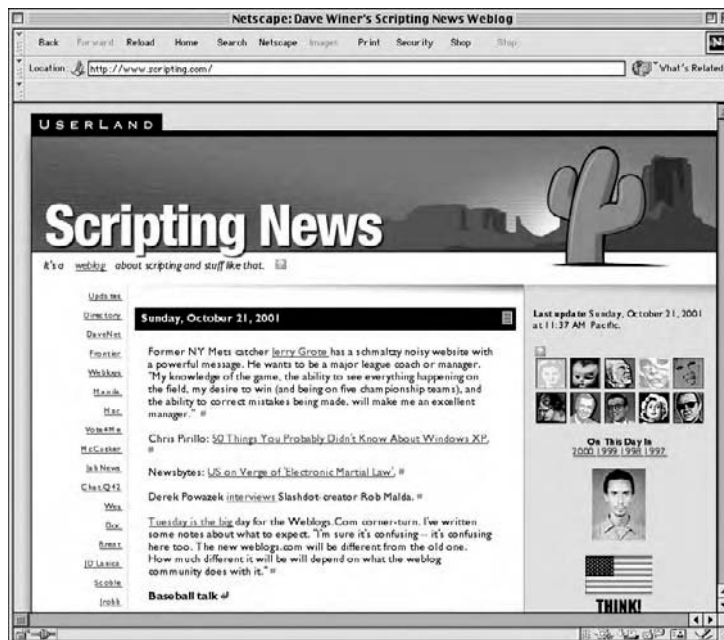 Netscape: Dave Winer's Scripting News Weblog
Back Forward Reload Home Search Netscape Images Print Security Shop Stop
N
Location: http://www.scripting.com/ What's Related
USERLAND
Scripting News
It's a weblog about scripting and stuff like that.
Updates
Directory
DaveNet
Frontier
Weblogs
Manila
Mac
Vote4Me
McCusker
Jak News
Chat.Q42
Wes
Doc
Brent
JD Lasica
Scoble
Sunday, October 21, 2001
Former NY Mets catcher Jerry Grote has a schmaltzy noisy website with
a powerful message. He wants to be a major league coach or manager.
"My knowledge of the game, the ability to see everything happening on
the field, my desire to win (and being on five championship teams), and
the ability to correct mistakes being made, will make me an excellent
manager." #
Chris Pirillo: 50 Things You Probably Didn't Know About Windows XP.
#
Newsbytes: US on Verge of 'Electronic Martial Law'. #
Derek Powazek interviews Slashdot creator Rob Malda. #
Tuesday is the big day for the Weblogs.Com corner-turn. I've written
some notes about what to expect. "I'm sure it's confusing -- it's confusing
here too. The new weblogs.com will be different from the old one.
How much different it will be will depend on what the weblog
community does with it." #
Baseball talk
Last update Sunday, October 21, 2001
at 11:37 AM Pacific.
On This Day In
2000 1999 1998 1997
THINK!